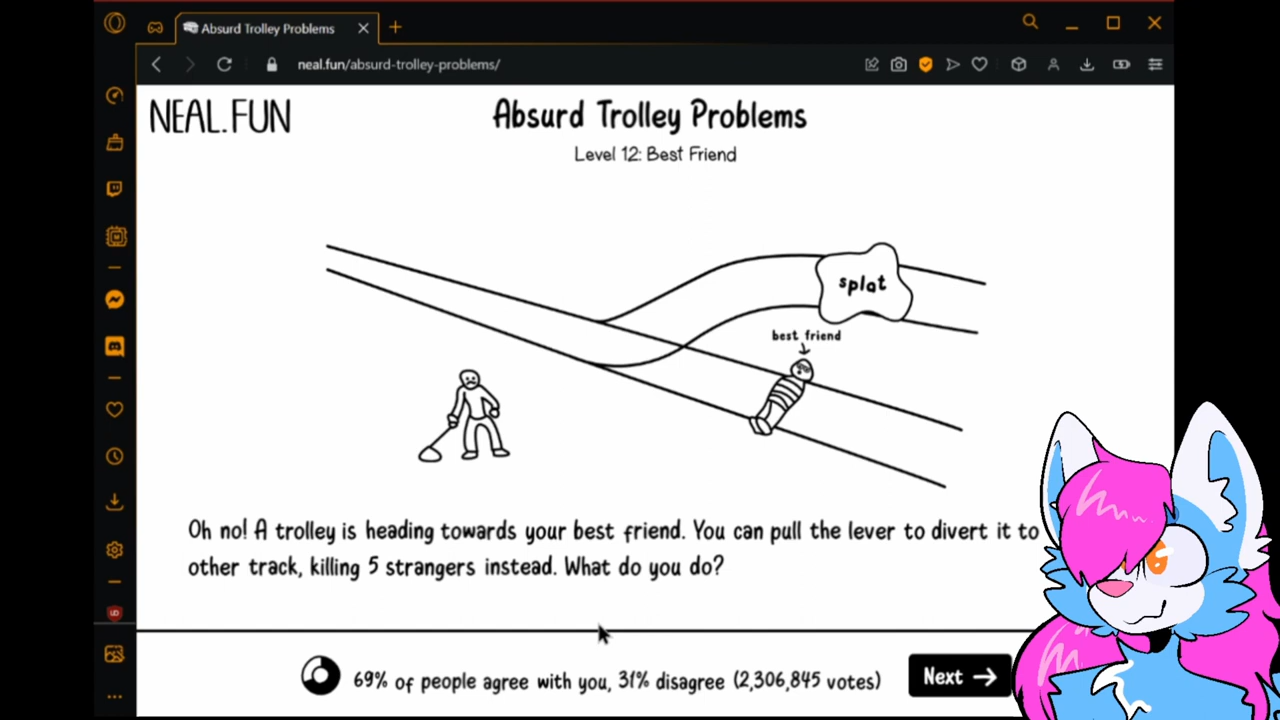 Absurd Trolley Problems
neal.fun/absurd-trolley-problems/
NEAL.FUN
Absurd Trolley Problems
Level 12: Best Friend
splat
best friend
Oh no! A trolley is heading towards your best friend. You can pull the lever to divert it to
other track, killing 5 strangers instead. What do you do?
69% of people agree with you, 31% disagree (2,306,845 votes)
Next →